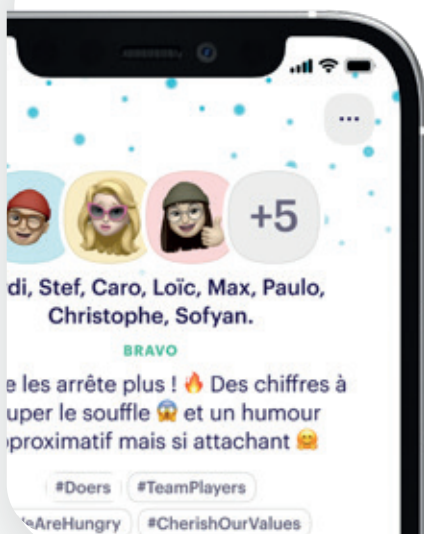 ...
+5
di, Stef, Caro, Loïc, Max, Paulo,
Christophe, Sofyan.
BRAVO
e les arrête plus ! 🔥 Des chiffres à
uper le souffle 😱 et un humour
pproximatif mais si attachant 🤗
#Doers #TeamPlayers
eAreHungry #CherishOurValues